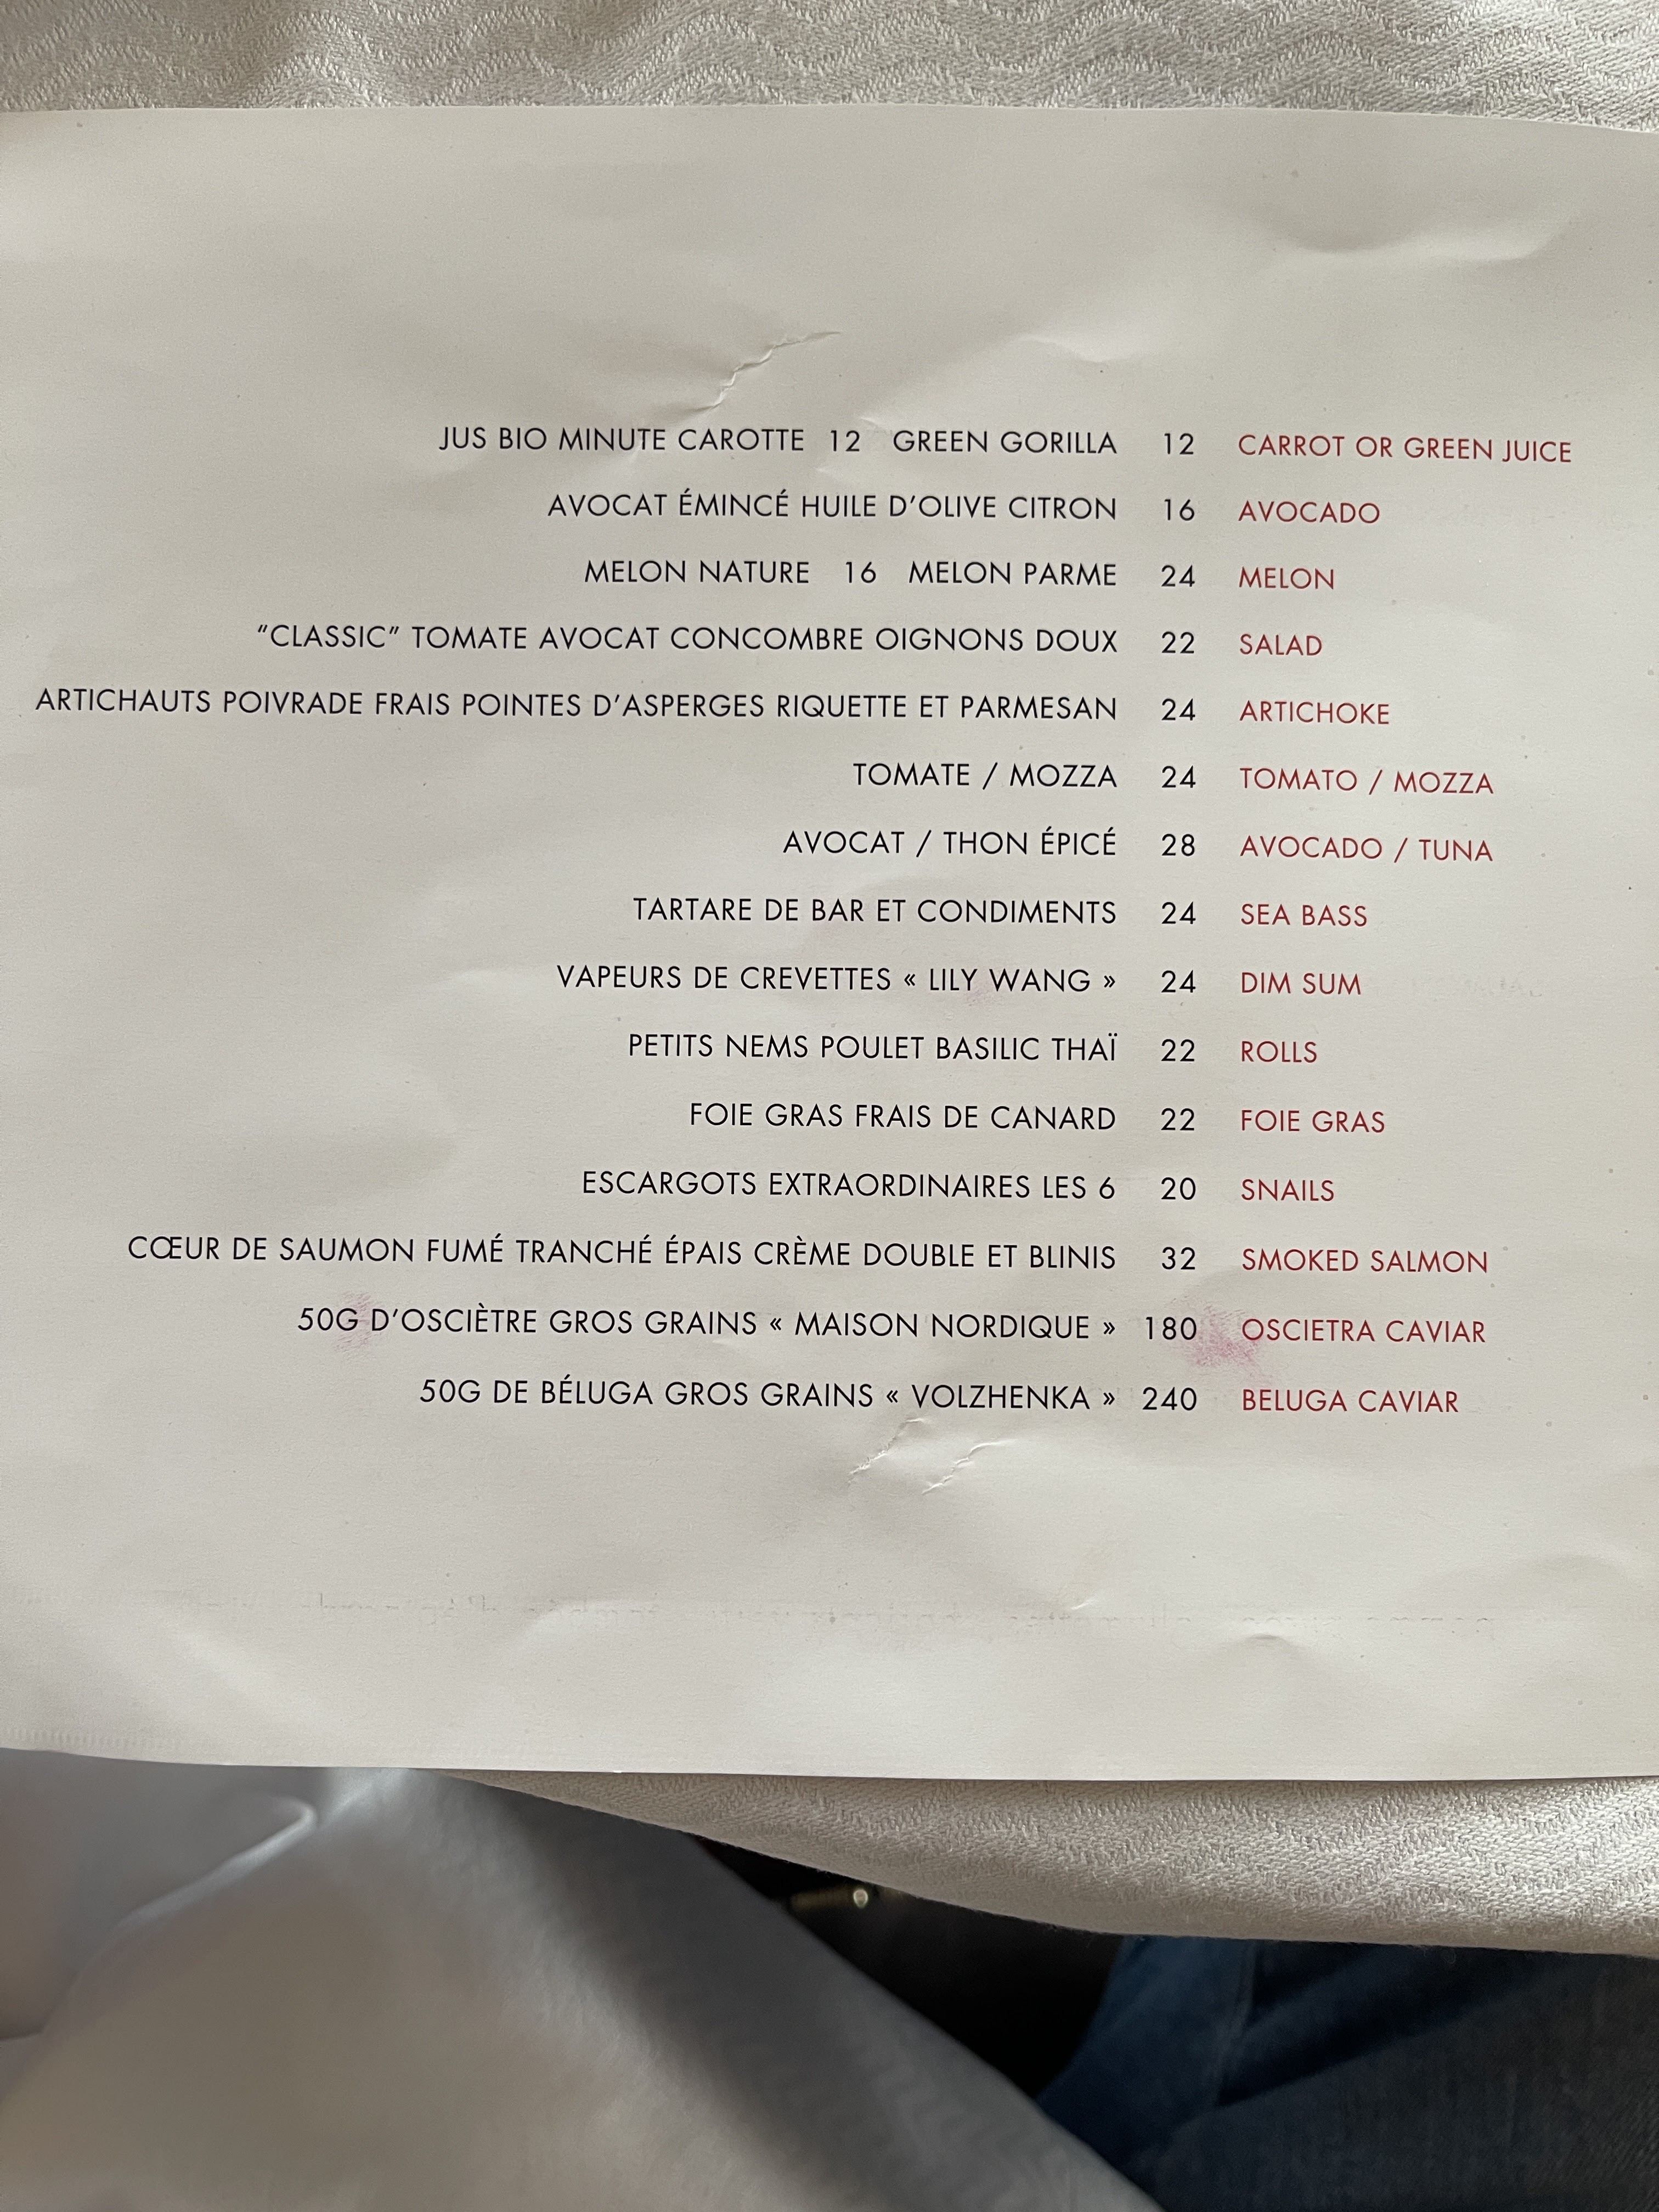 JUS BIO MINUTE CAROTTE 12 GREEN GORILLA 12 CARROT OR GREEN JUICE
AVOCAT ÉMINCÉ HUILE D’OLIVE CITRON 16 AVOCADO
MELON NATURE 16 MELON PARME 24 MELON
“CLASSIC” TOMATE AVOCAT CONCOMBRE OIGNONS DOUX 22 SALAD
ARTICHAUTS POIVRADE FRAIS POINTES D’ASPERGES RIQUETTE ET PARMESAN 24 ARTICHOKE
TOMATE / MOZZA 24 TOMATO / MOZZA
AVOCAT / THON ÉPICÉ 28 AVOCADO / TUNA
TARTARE DE BAR ET CONDIMENTS 24 SEA BASS
VAPEURS DE CREVETTES « LILY WANG » 24 DIM SUM
PETITS NEMS POULET BASILIC THAÏ 22 ROLLS
FOIE GRAS FRAIS DE CANARD 22 FOIE GRAS
ESCARGOTS EXTRAORDINAIRES LES 6 20 SNAILS
CŒUR DE SAUMON FUMÉ TRANCHÉ ÉPAIS CRÈME DOUBLE ET BLINIS 32 SMOKED SALMON
50G D’OSCIÈTRE GROS GRAINS « MAISON NORDIQUE » 180 OSCIETRA CAVIAR
50G DE BÉLUGA GROS GRAINS « VOLZHENKA » 240 BELUGA CAVIAR